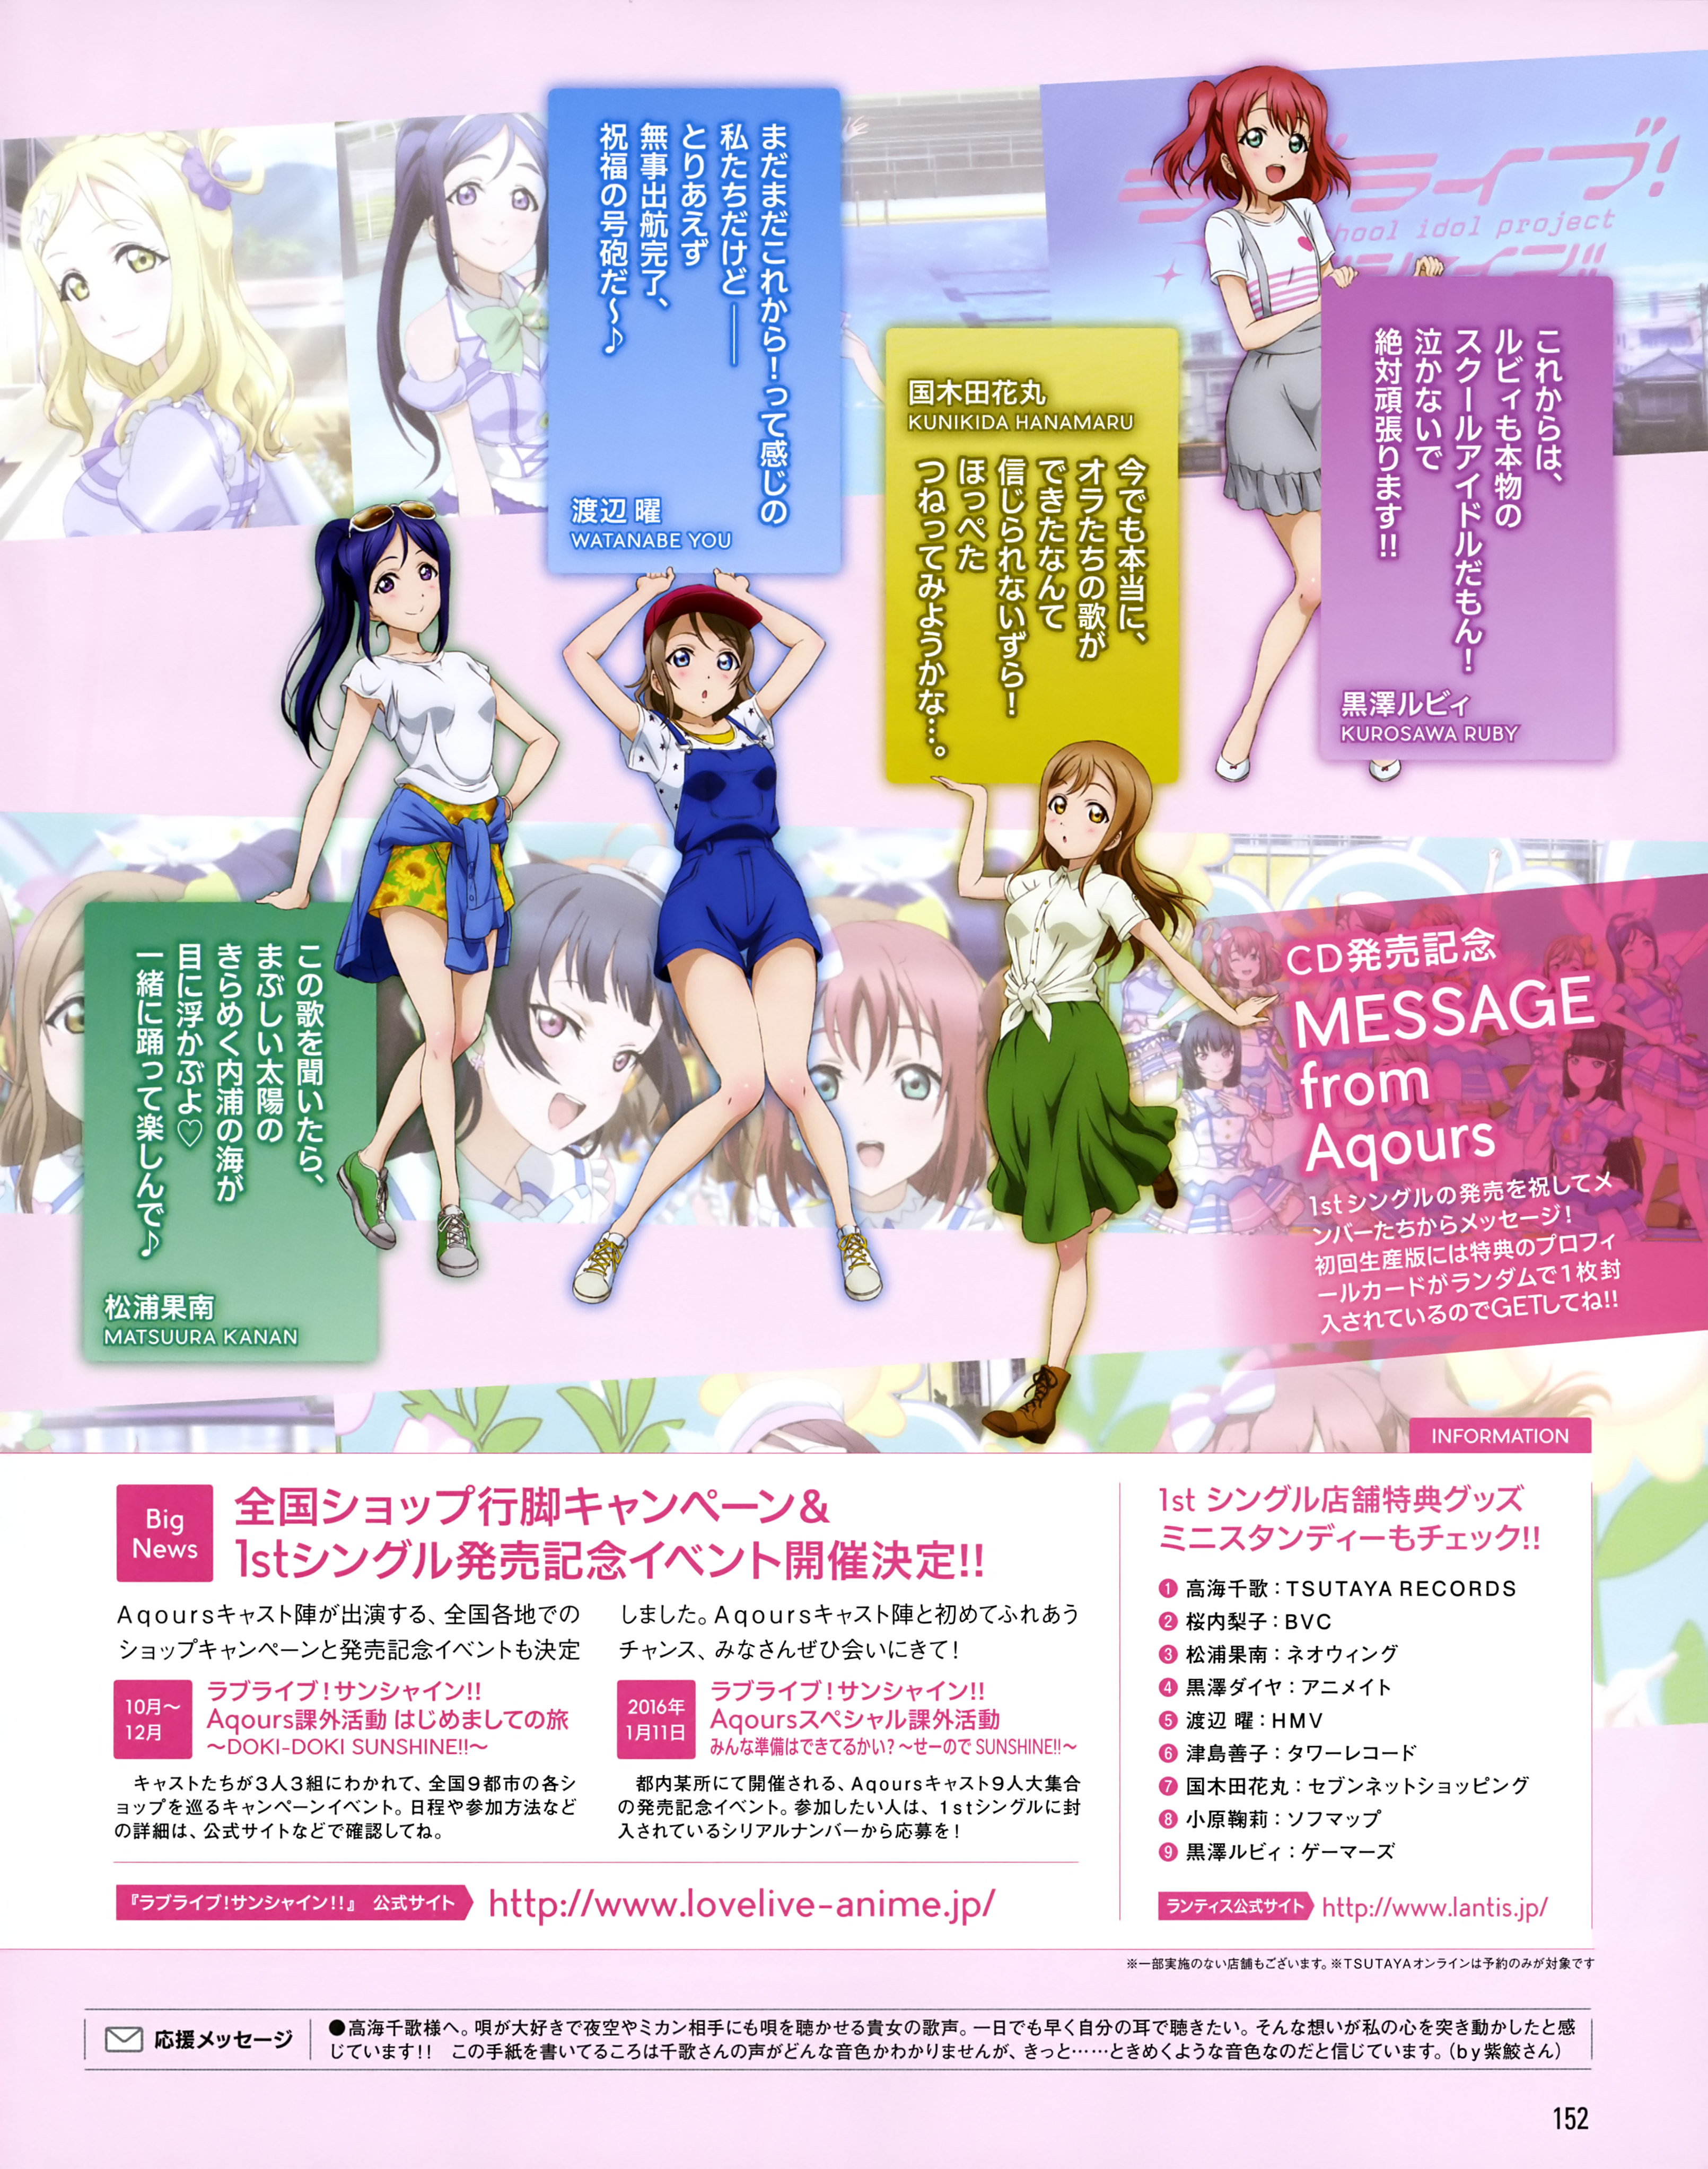 まだまだこれから！って感じの
私たちだけど――
とりあえず
無事出航完了、
祝福の号砲だ〜♪
渡辺 曜
WATANABE YOU
ライブ！
hool idol project
これからは、
ルビィも本物の
スクールアイドルだもん！
泣かないで
絶対頑張ります!!
黒澤ルビィ
KUROSAWA RUBY
国木田花丸
KUNIKIDA HANAMARU
今でも本当に、
オラたちの歌が
できたなんて
信じられないずら！
ほっぺた
つねってみようかな…。
この歌を聞いたら、
まぶしい太陽の
きらめく内浦の海が
目に浮かぶよ♡
一緒に踊って楽しんで♪
松浦果南
MATSUURA KANAN
CD発売記念
MESSAGE
from
Aqours
1stシングルの発売を祝してメ
ンバーたちからメッセージ！
初回生産版には特典のプロフィ
ールカードがランダムで1枚封
入されているのでGETしてね!!
INFORMATION
Big
News
全国ショップ行脚キャンペーン&
1stシングル発売記念イベント開催決定!!
Aqoursキャスト陣が出演する、全国各地での
ショップキャンペーンと発売記念イベントも決定
しました。Aqoursキャスト陣と初めてふれあう
チャンス、みなさんぜひ会いにきて！
10月〜
12月
ラブライブ！サンシャイン!!
Aqours課外活動 はじめましての旅
〜DOKI-DOKI SUNSHINE!!〜
キャストたちが3人3組にわかれて、全国9都市の各シ
ョップを巡るキャンペーンイベント。日程や参加方法など
の詳細は、公式サイトなどで確認してね。
2016年
1月11日
ラブライブ！サンシャイン!!
Aqoursスペシャル課外活動
みんな準備はできてるかい？〜せーので SUNSHINE!!〜
都内某所にて開催される、Aqoursキャスト9人大集合
の発売記念イベント。参加したい人は、1stシングルに封
入されているシリアルナンバーから応募を！
『ラブライブ！サンシャイン!!』 公式サイト
http://www.lovelive-anime.jp/
1st シングル店舗特典グッズ
ミニスタンディーもチェック!!
❶ 高海千歌：TSUTAYA RECORDS
❷ 桜内梨子：BVC
❸ 松浦果南：ネオウィング
❹ 黒澤ダイヤ：アニメイト
❺ 渡辺 曜：HMV
❻ 津島善子：タワーレコード
❼ 国木田花丸：セブンネットショッピング
❽ 小原鞠莉：ソフマップ
❾ 黒澤ルビィ：ゲーマーズ
ランティス公式サイト
http://www.lantis.jp/
※一部実施のない店舗もございます。※TSUTAYAオンラインは予約のみが対象です
応援メッセージ
●高海千歌様へ。唄が大好きで夜空やミカン相手にも唄を聴かせる貴女の歌声。一日でも早く自分の耳で聴きたい。そんな想いが私の心を突き動かしたと感
じています!! この手紙を書いてるころは千歌さんの声がどんな音色かわかりませんが、きっと……ときめくような音色なのだと信じています。（by紫鮫さん）
152